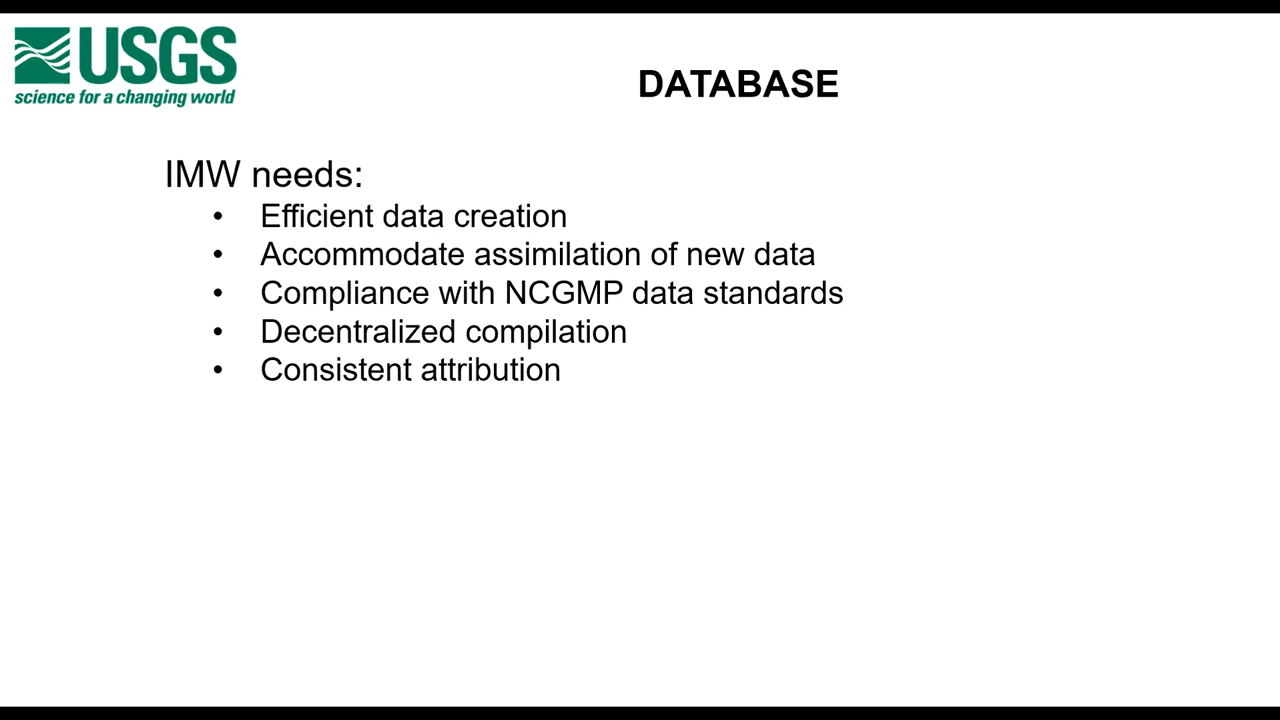 USGS
science for a changing world
DATABASE
IMW needs:
• Efficient data creation
• Accommodate assimilation of new data
• Compliance with NCGMP data standards
• Decentralized compilation
• Consistent attribution